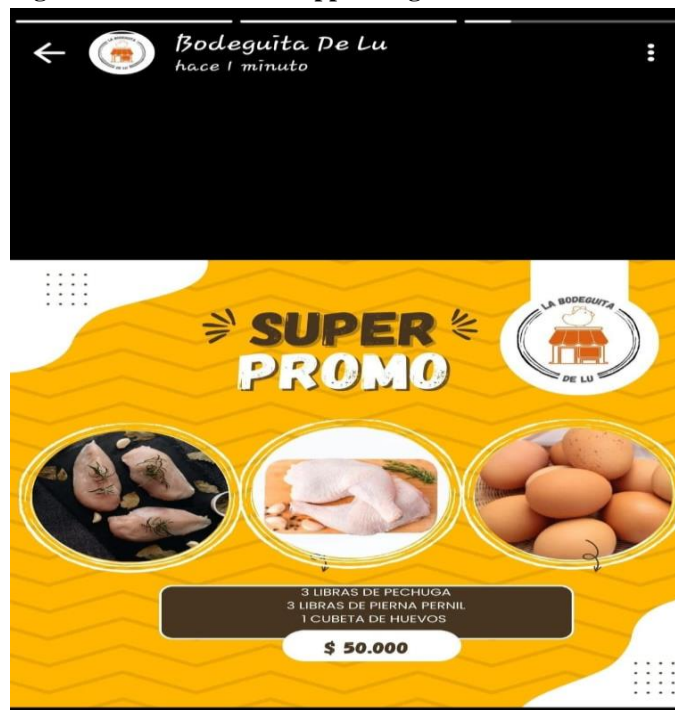 Bodeguita De Lu
hace 1 minuto
LA BODEGUITA
DE LU
SUPER
PROMO
3 LIBRAS DE PECHUGA
3 LIBRAS DE PIERNA PERNIL
1 CUBETA DE HUEVOS
$ 50.000